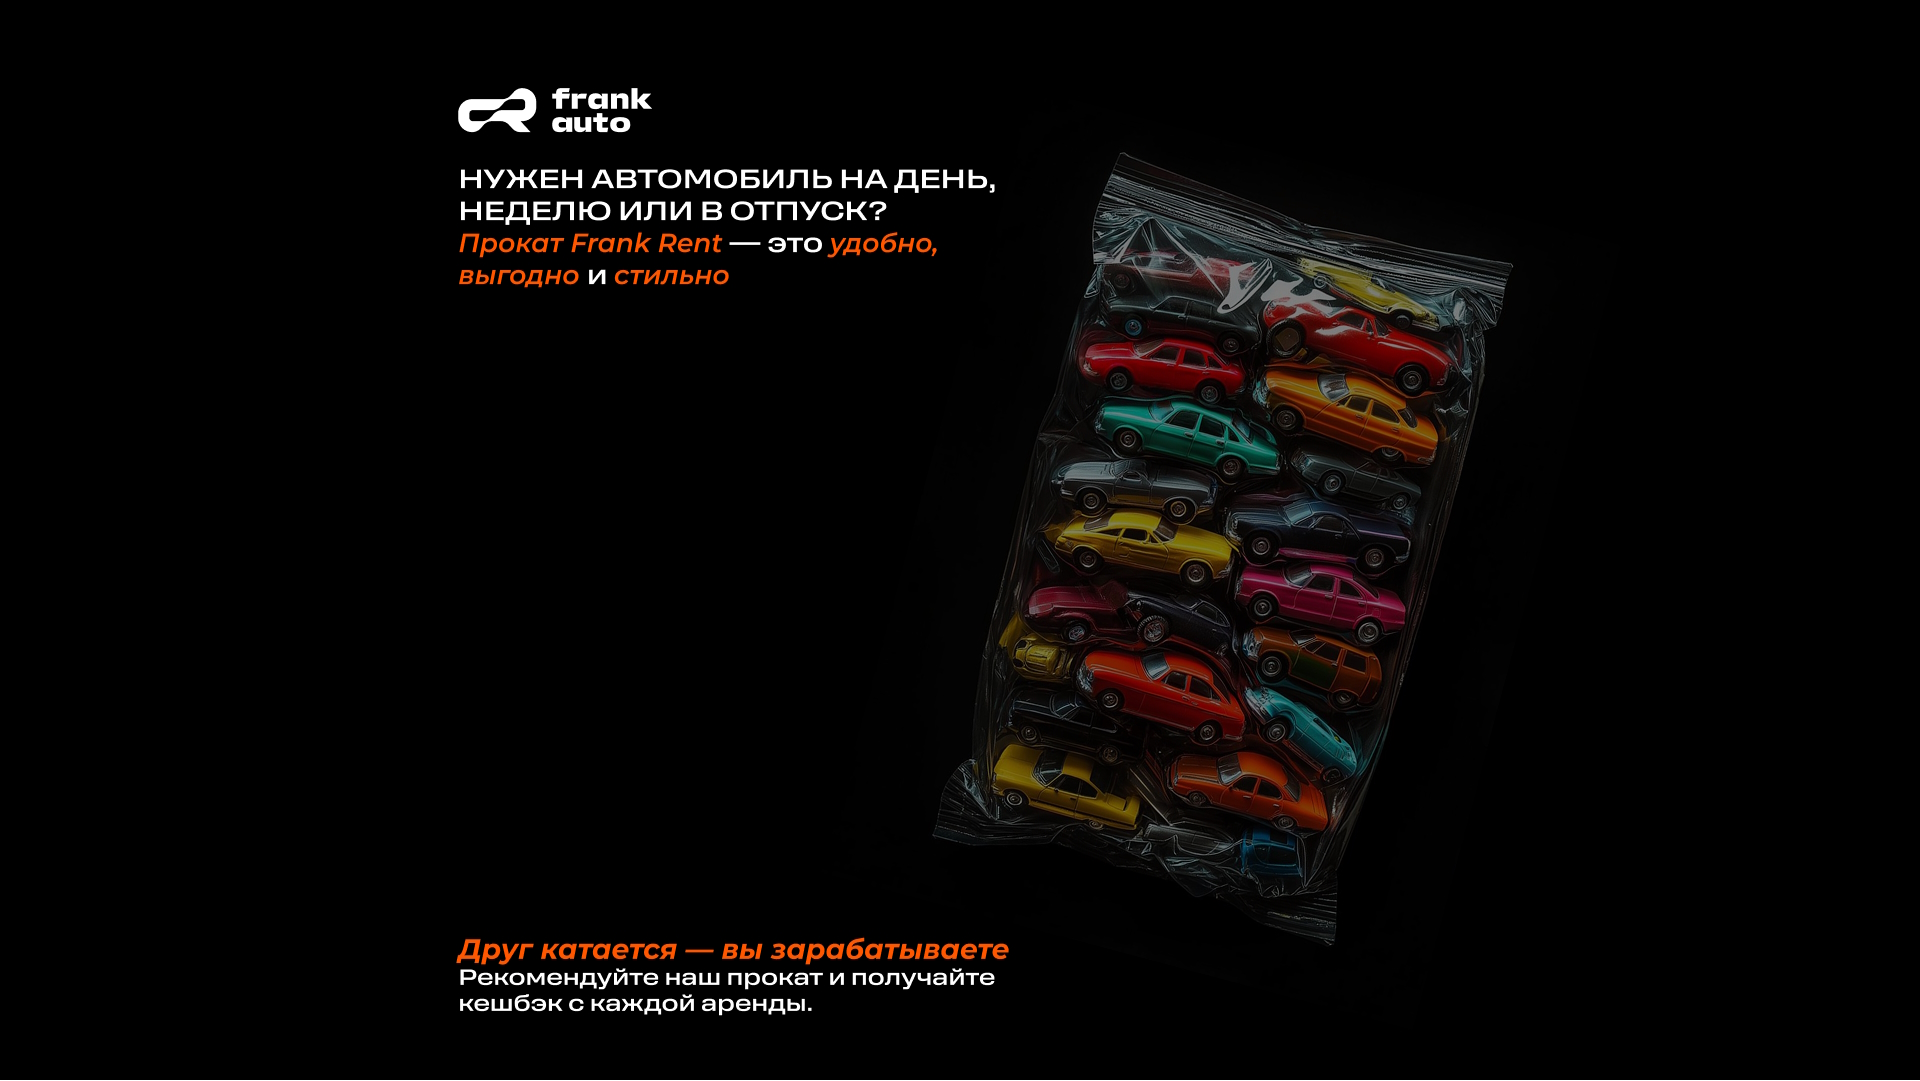 frank
auto
НУЖЕН АВТОМОБИЛЬ НА ДЕНЬ,
НЕДЕЛЮ ИЛИ В ОТПУСК?
Прокат Frank Rent — это удобно,
выгодно и стильно
Друг катается — вы зарабатываете
Рекомендуйте наш прокат и получайте
кешбэк с каждой аренды.